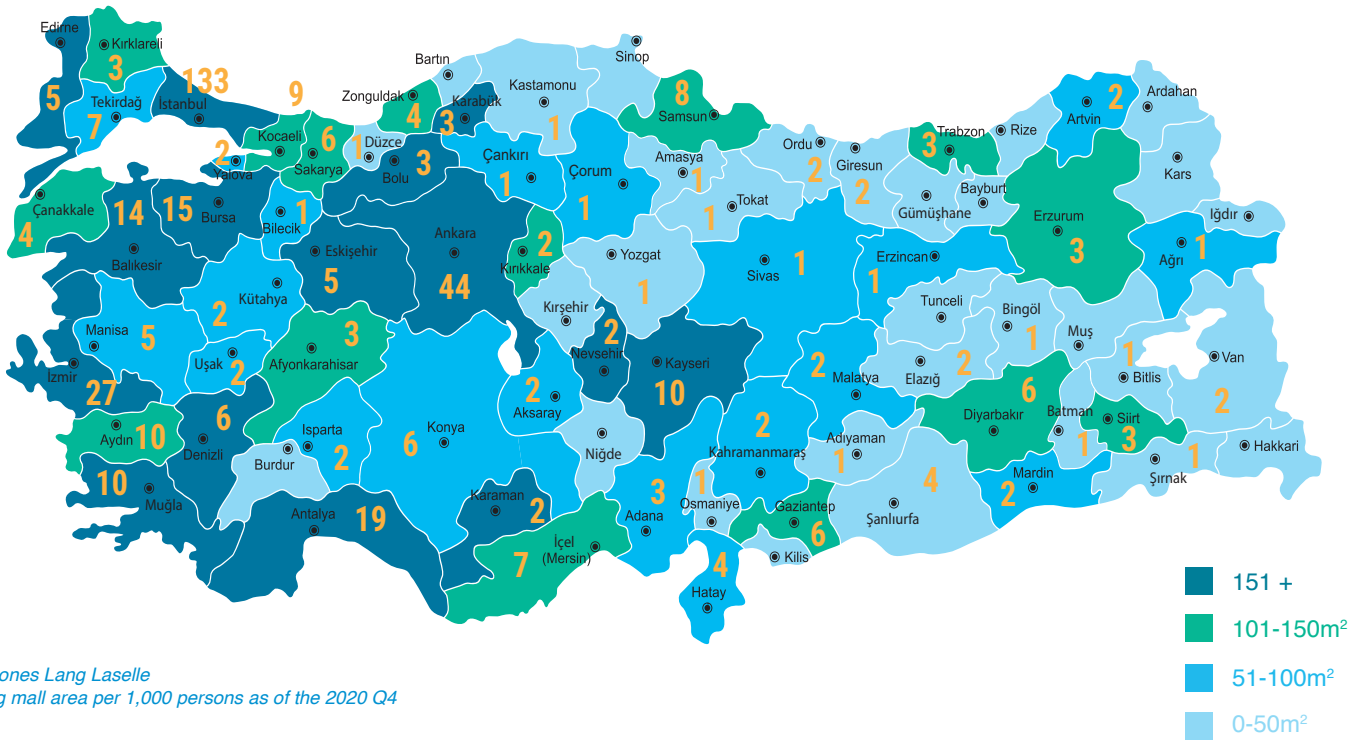 Edirne
Kırklareli
3
5
Tekirdağ
7
133
İstanbul
9
Kocaeli
6
Sakarya
2
Yalova
Bartın
Zonguldak
4
Karabük
3
Kastamonu
1
Sinop
8
Samsun
1
Düzce
3
Bolu
Çankırı
1
Çorum
1
Amasya
1
Tokat
1
Ordu
2
Giresun
2
Trabzon
3
Rize
Artvin
2
Ardahan
Kars
Iğdır
Gümüşhane
Bayburt
Erzurum
3
Ağrı
1
Çanakkale
4
14
Balıkesir
15
Bursa
1
Bilecik
Eskişehir
5
Ankara
44
2
Kırıkkale
Yozgat
1
Sivas
1
Erzincan
1
Kütahya
2
Manisa
5
Uşak
2
3
Afyonkarahisar
Kırşehir
2
Nevşehir
Kayseri
10
2
Malatya
Tunceli
Elazığ
2
Bingöl
1
Muş
1
Bitlis
Van
2
İzmir
27
Aydın
10
6
Denizli
Isparta
2
Burdur
6
Konya
2
Aksaray
Niğde
2
Kahramanmaraş
Adıyaman
1
6
Diyarbakır
Batman
1
Siirt
3
Mardin
2
Şırnak
1
Hakkari
10
Muğla
Antalya
19
Karaman
2
İçel
(Mersin)
7
3
Adana
1
Osmaniye
Gaziantep
6
Kilis
4
Şanlıurfa
4
Hatay
151 +
101-150m²
51-100m²
0-50m²
ones Lang Laselle
g mall area per 1,000 persons as of the 2020 Q4